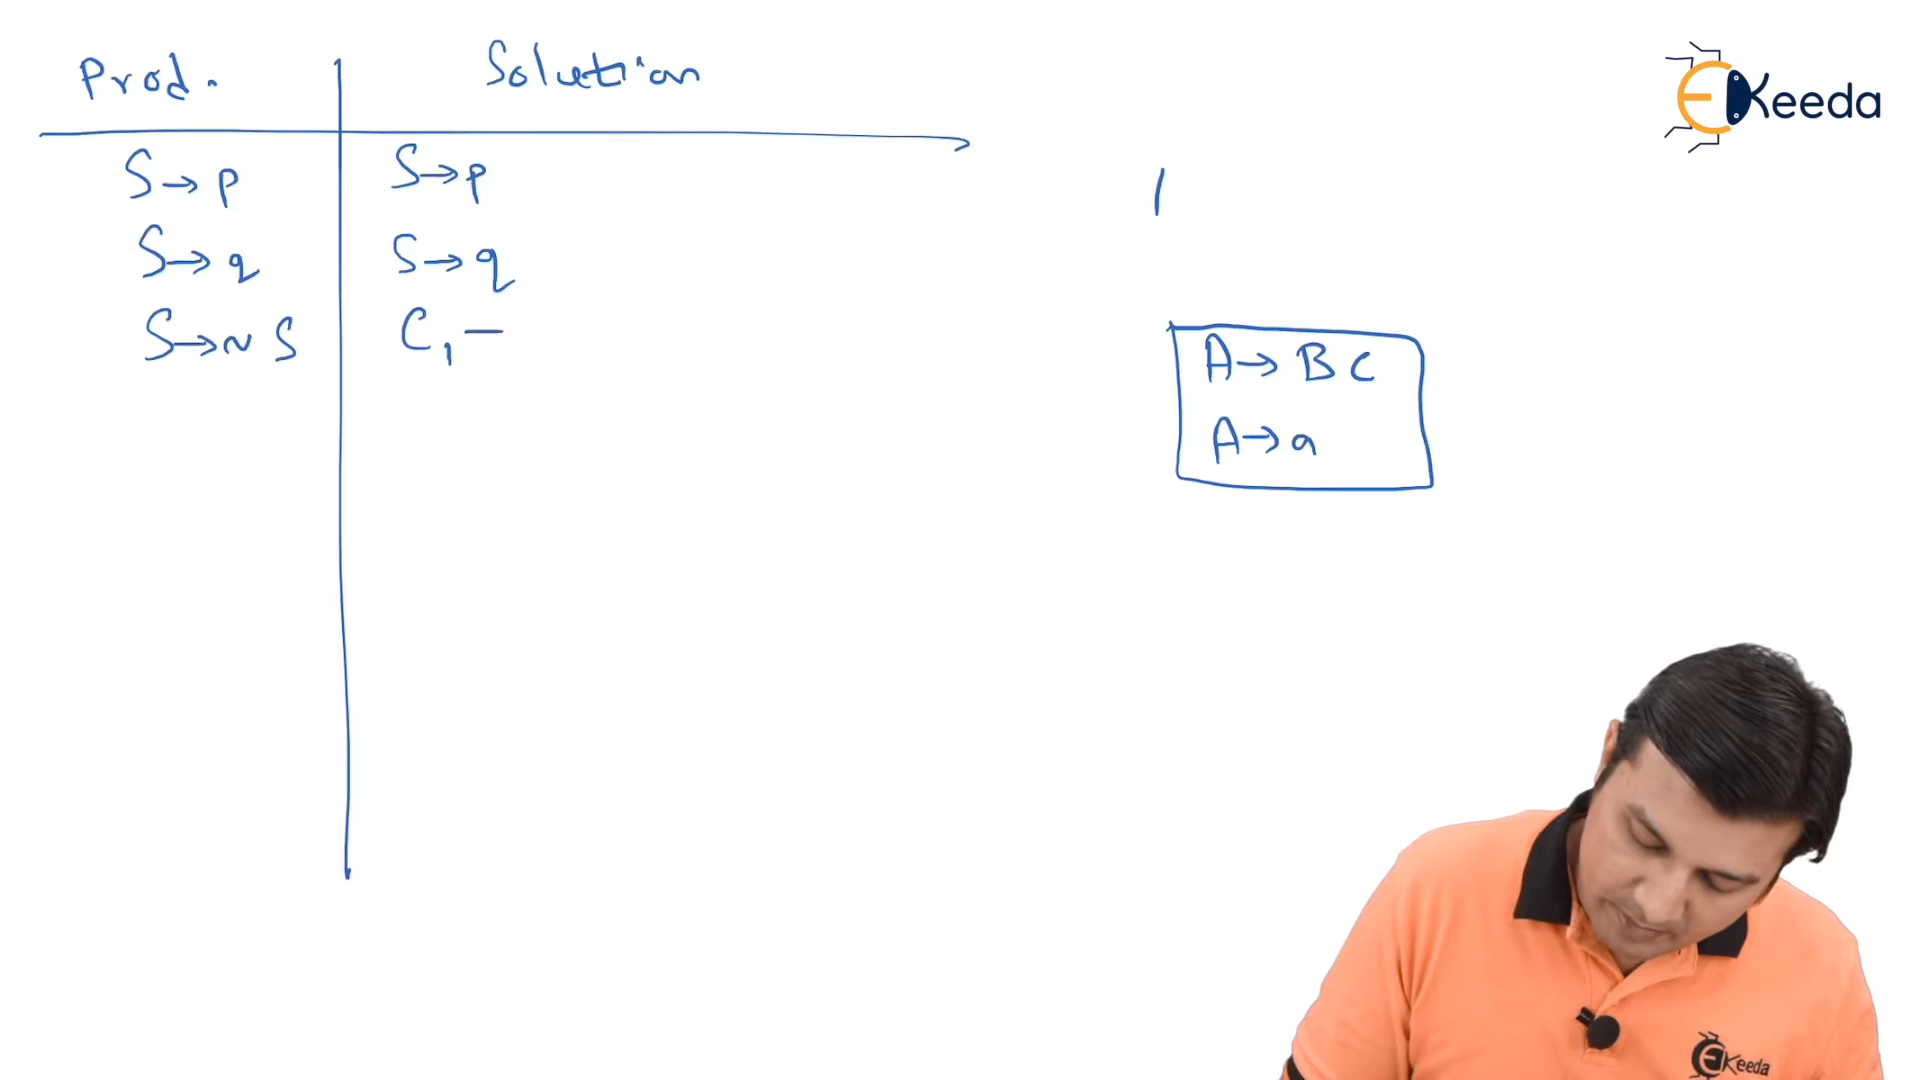 Prod. Solution
S→p S→p
S→q S→q
S→~S C₁ −
A→BC
A→a
EKeeda
EKeeda